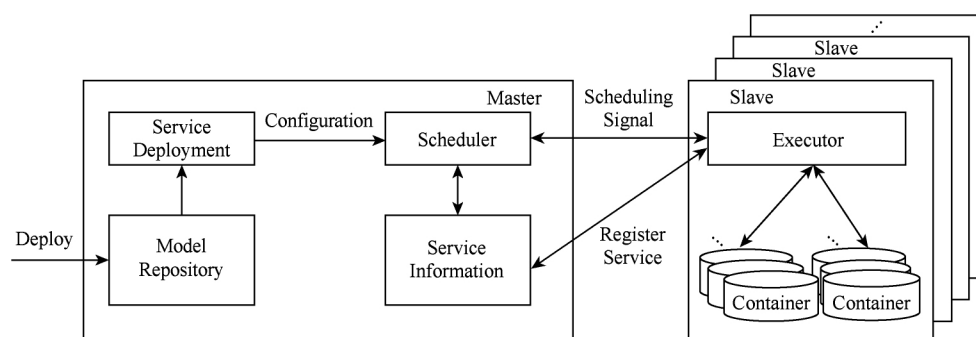 Slave
Slave
Slave
Master
Scheduling
Signal
Service
Deployment
Configuration
Scheduler
Executor
Deploy
Model
Repository
Service
Information
Register
Service
Container
Container